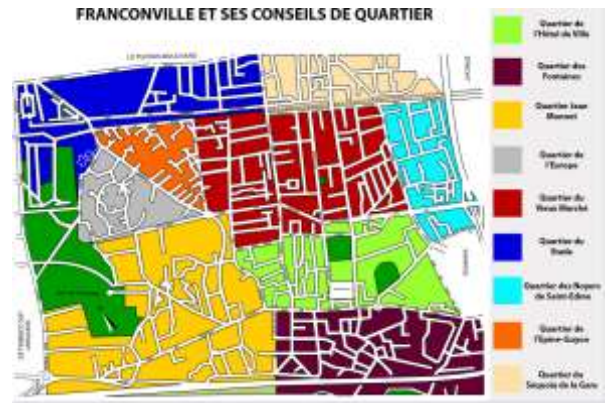 FRANCONVILLE ET SES CONSEILS DE QUARTIER
Quartier de
l'Hôtel de Ville
Quartier des
Fontaines
Quartier Jean
Monnet
Quartier de
l'Europe
Quartier du
Vieux Marché
Quartier du
Stade
Quartier des Noyers
de Saint-Edme
Quartier de
l'Epine-Guyon
Quartier du
Séquoia de la Gare